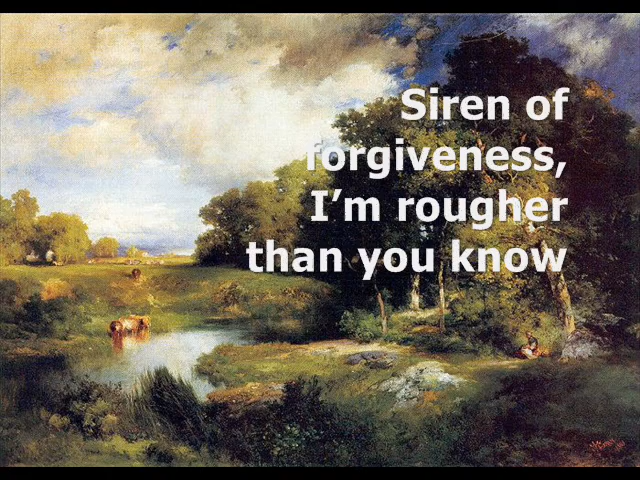 Siren of
forgiveness,
I’m rougher
than you know